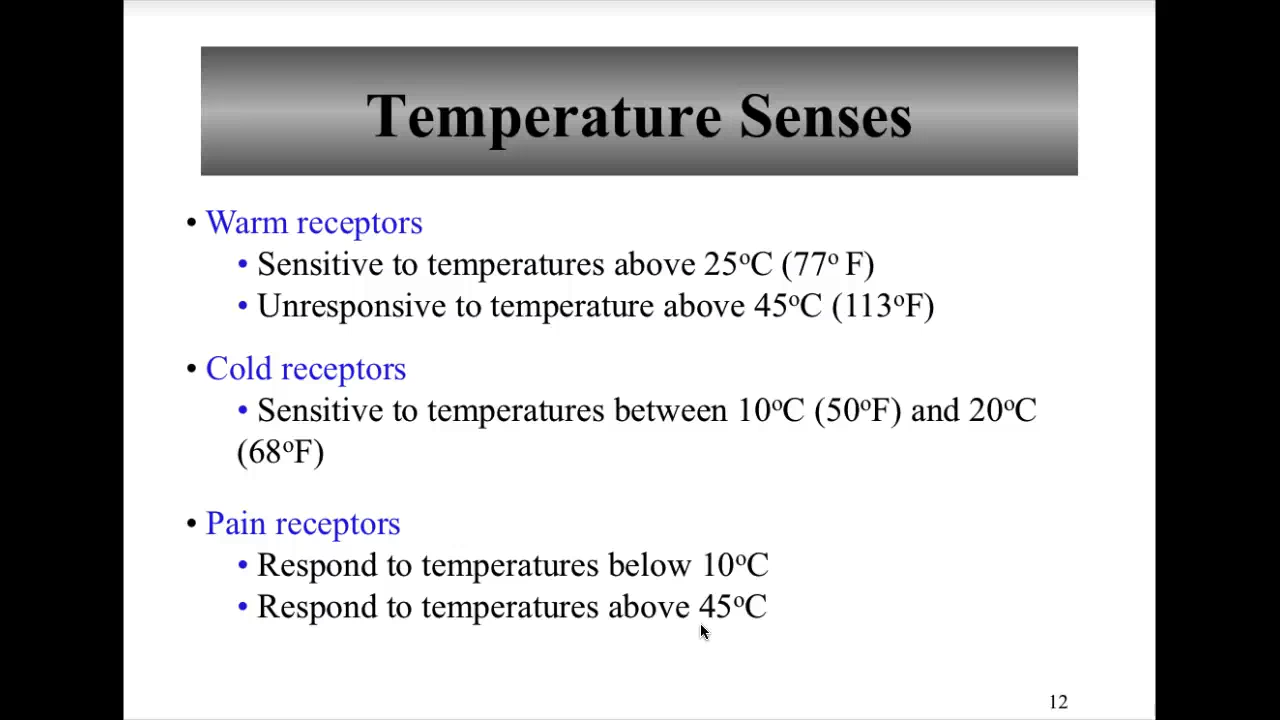 Temperature Senses
• Warm receptors
• Sensitive to temperatures above 25ºC (77º F)
• Unresponsive to temperature above 45ºC (113ºF)
• Cold receptors
• Sensitive to temperatures between 10ºC (50ºF) and 20ºC
(68ºF)
• Pain receptors
• Respond to temperatures below 10ºC
• Respond to temperatures above 45ºC
12